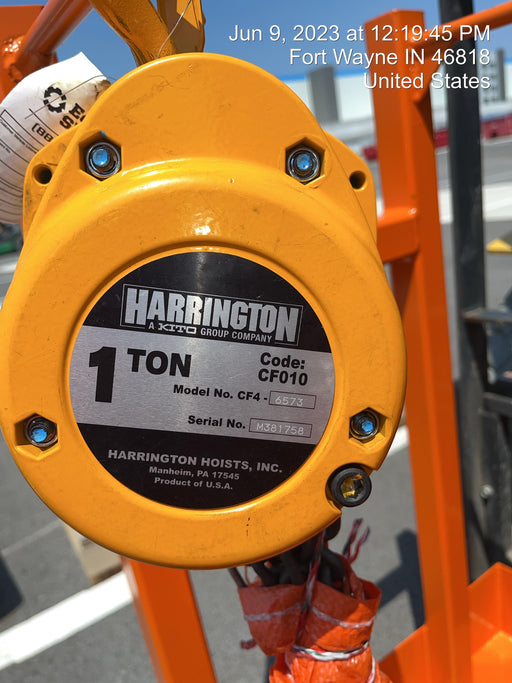 Jun 9, 2023 at 12:19:45 PM
Fort Wayne IN 46818
United States
HARRINGTON
A KITO GROUP COMPANY
1 TON
Code:
CF010
Model No. CF4 - 6573
Serial No. M381758
HARRINGTON HOISTS, INC.
Manheim, PA 17545
Product of U.S.A.